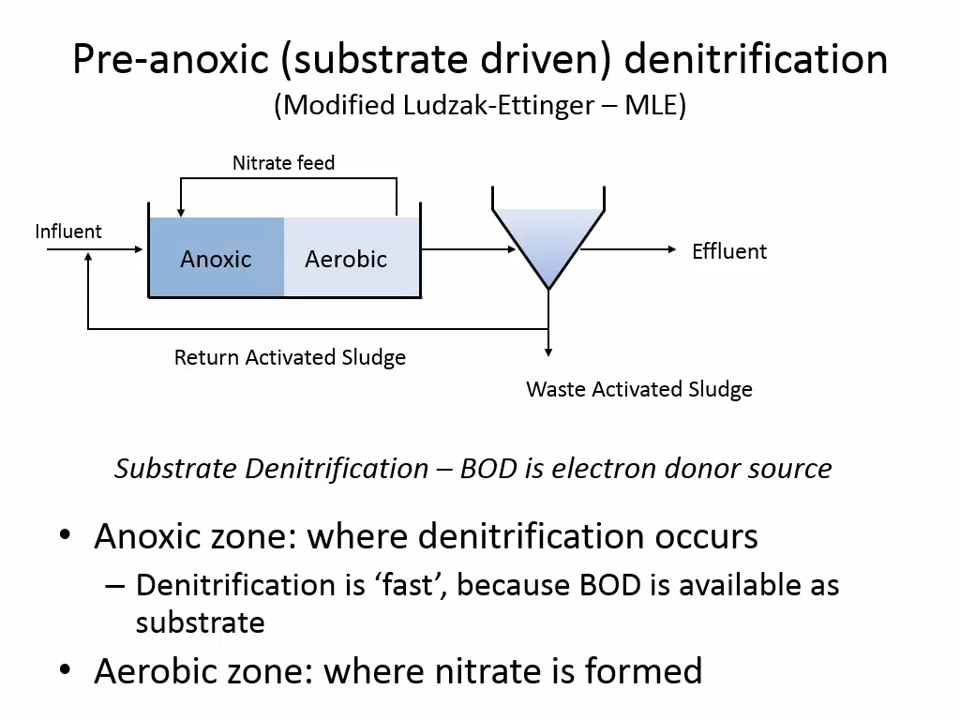 Pre-anoxic (substrate driven) denitrification
(Modified Ludzak-Ettinger – MLE)
Nitrate feed
Influent
Anoxic
Aerobic
Effluent
Return Activated Sludge
Waste Activated Sludge
Substrate Denitrification – BOD is electron donor source
• Anoxic zone: where denitrification occurs
– Denitrification is ‘fast’, because BOD is available as
substrate
• Aerobic zone: where nitrate is formed